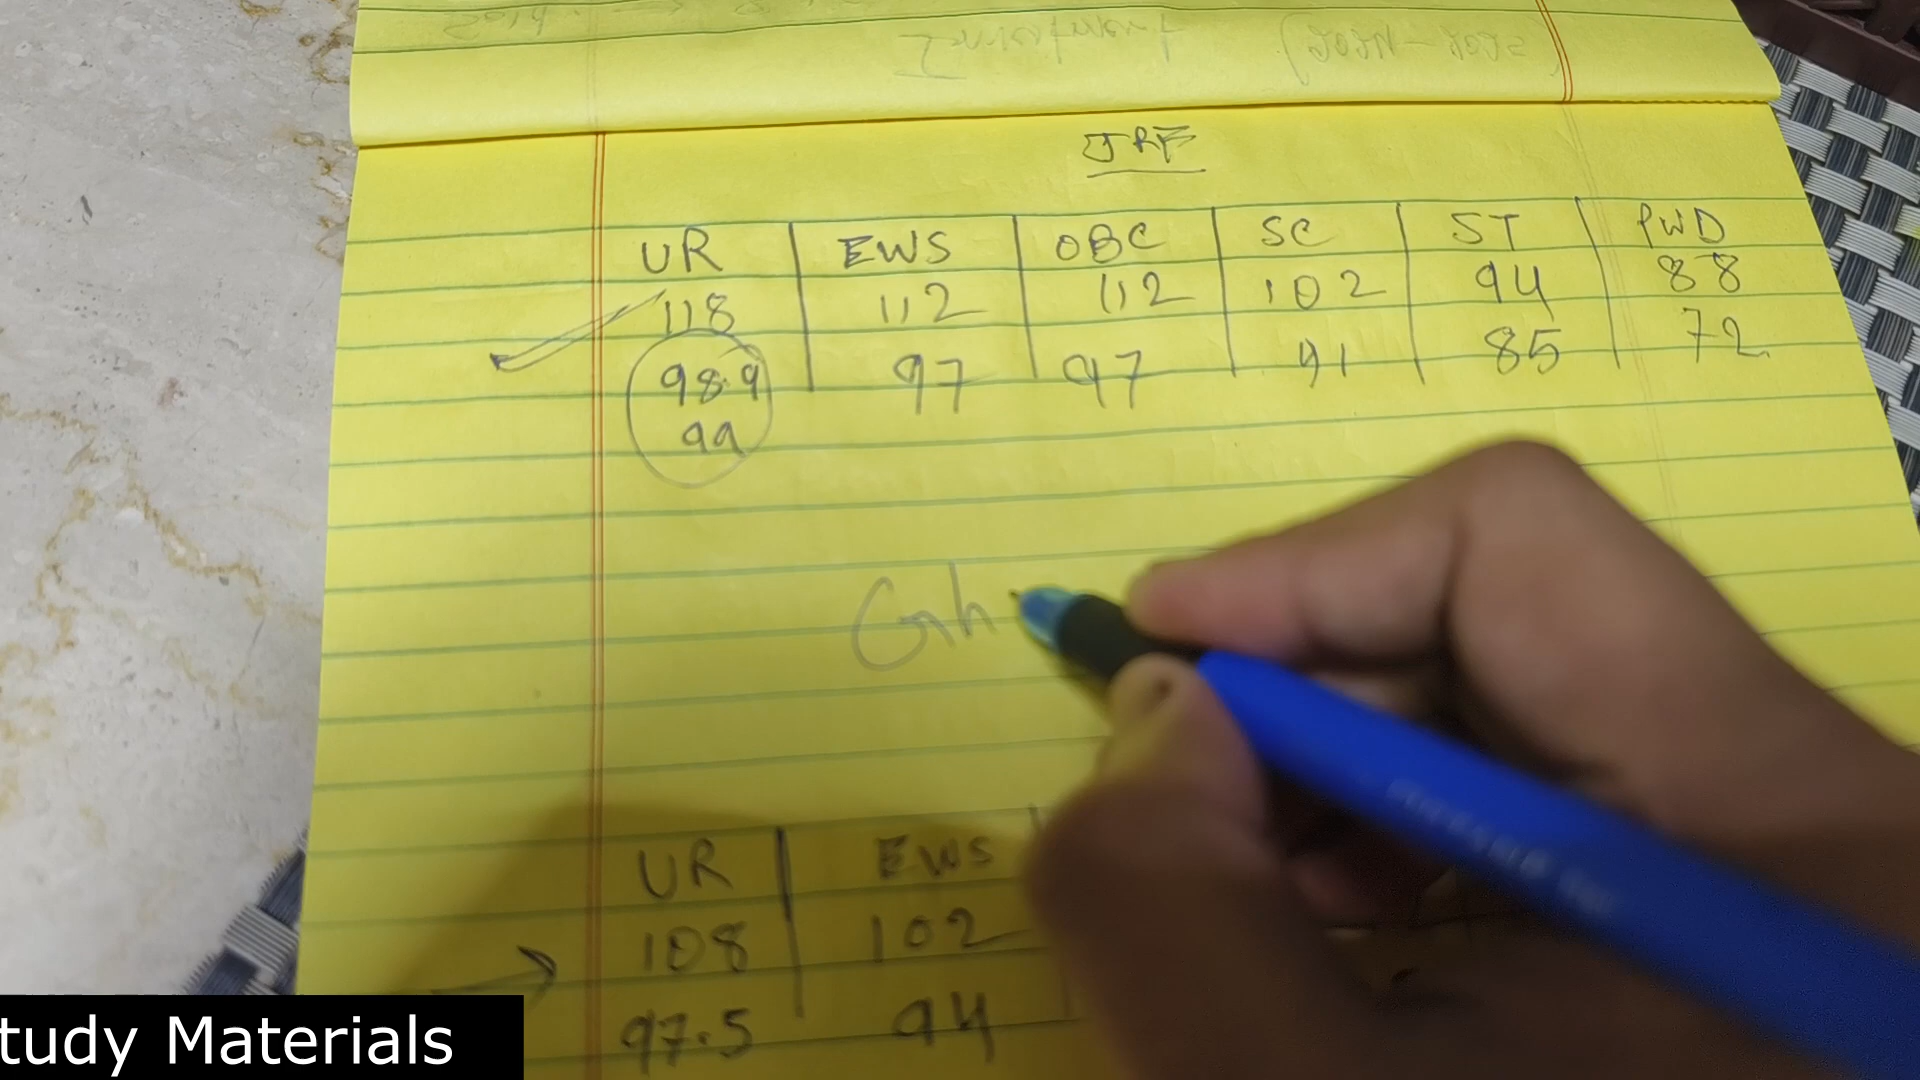 JRF
UR EWS OBC SC ST PWD
118 112 112 102 94 88
98.9 97 97 91 85 72
99
Gh
UR EWS
108 102
97.5 94
tudy Materials